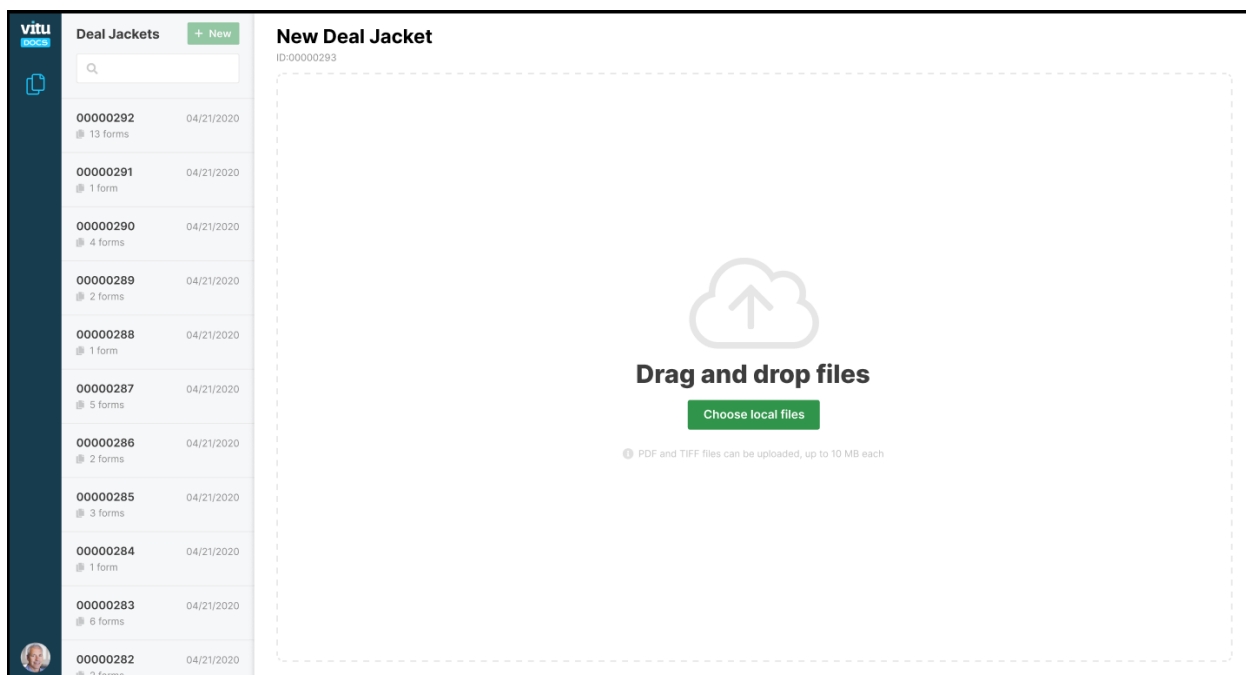 vitu
DOCS
Deal Jackets
+ New
00000292 04/21/2020
13 forms
00000291 04/21/2020
1 form
00000290 04/21/2020
4 forms
00000289 04/21/2020
2 forms
00000288 04/21/2020
1 form
00000287 04/21/2020
5 forms
00000286 04/21/2020
2 forms
00000285 04/21/2020
3 forms
00000284 04/21/2020
1 form
00000283 04/21/2020
6 forms
00000282 04/21/2020
New Deal Jacket
ID:00000293
Drag and drop files
Choose local files
PDF and TIFF files can be uploaded, up to 10 MB each